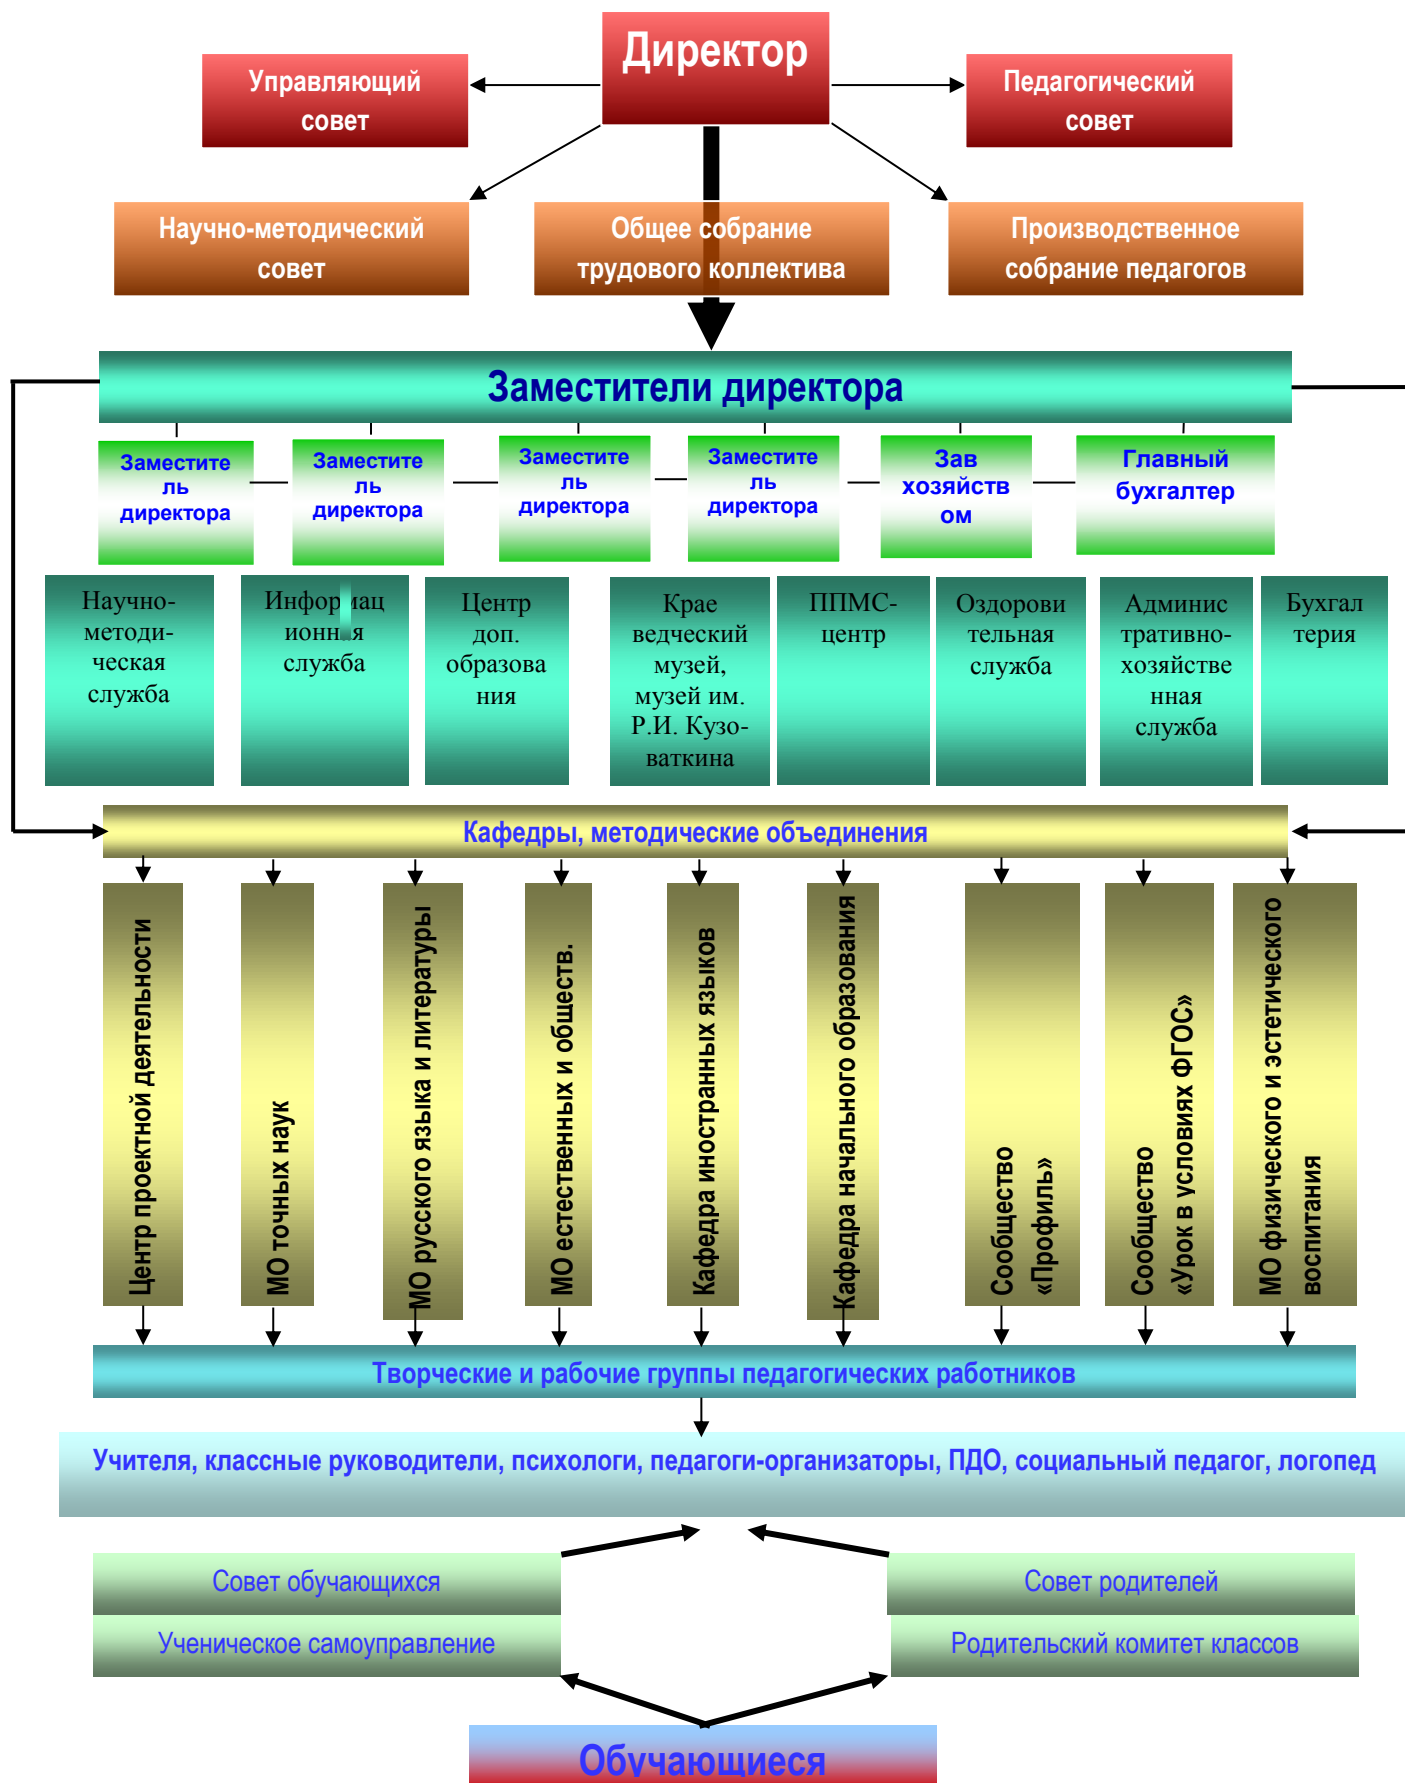 Директор
Управляющий
совет
Педагогический
совет
Научно-методический
совет
Общее собрание
трудового коллектива
Производственное
собрание педагогов
Заместители директора
Заместите
ль
директора
Заместите
ль
директора
Заместите
ль
директора
Заместите
ль
директора
Зав
хозяйств
ом
Главный
бухгалтер
Научно-
методи-
ческая
служба
Информац
ионная
служба
Центр
доп.
образова
ния
Крае
ведческий
музей,
музей им.
Р.И. Кузо-
ваткина
ППМС-
центр
Оздорови
тельная
служба
Админис
тративно-
хозяйстве
нная
служба
Бухгал
терия
Кафедры, методические объединения
Центр проектной деятельности
МО точных наук
МО русского языка и литературы
МО естественных и обществ.
Кафедра иностранных языков
Кафедра начального образования
Сообщество
«Профиль»
Сообщество
«Урок в условиях ФГОС»
МО физического и эстетического
воспитания
Творческие и рабочие группы педагогических работников
Учителя, классные руководители, психологи, педагоги-организаторы, ПДО, социальный педагог, логопед
Совет обучающихся
Совет родителей
Ученическое самоуправление
Родительский комитет классов
Обучающиеся